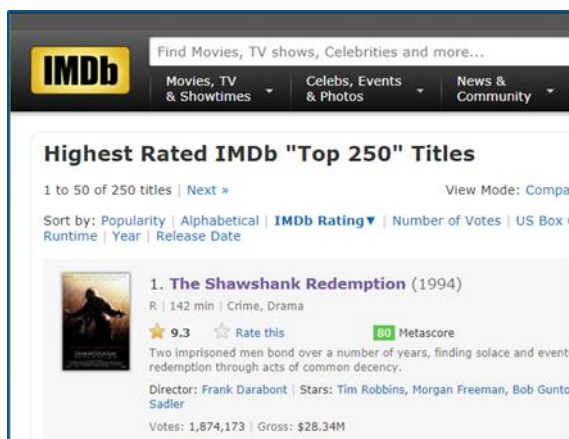 IMDb
Find Movies, TV shows, Celebrities and more...
Movies, TV
& Showtimes
Celebs, Events
& Photos
News &
Community
Highest Rated IMDb "Top 250" Titles
1 to 50 of 250 titles | Next »
View Mode: Compa
Sort by: Popularity | Alphabetical | IMDb Rating▼ | Number of Votes | US Box
Runtime | Year | Release Date
1. The Shawshank Redemption (1994)
R | 142 min | Crime, Drama
9.3 Rate this 80 Metascore
Two imprisoned men bond over a number of years, finding solace and event
redemption through acts of common decency.
Director: Frank Darabont | Stars: Tim Robbins, Morgan Freeman, Bob Gunto
Sadler
Votes: 1,874,173 | Gross: $28.34M
SHAWSHANK